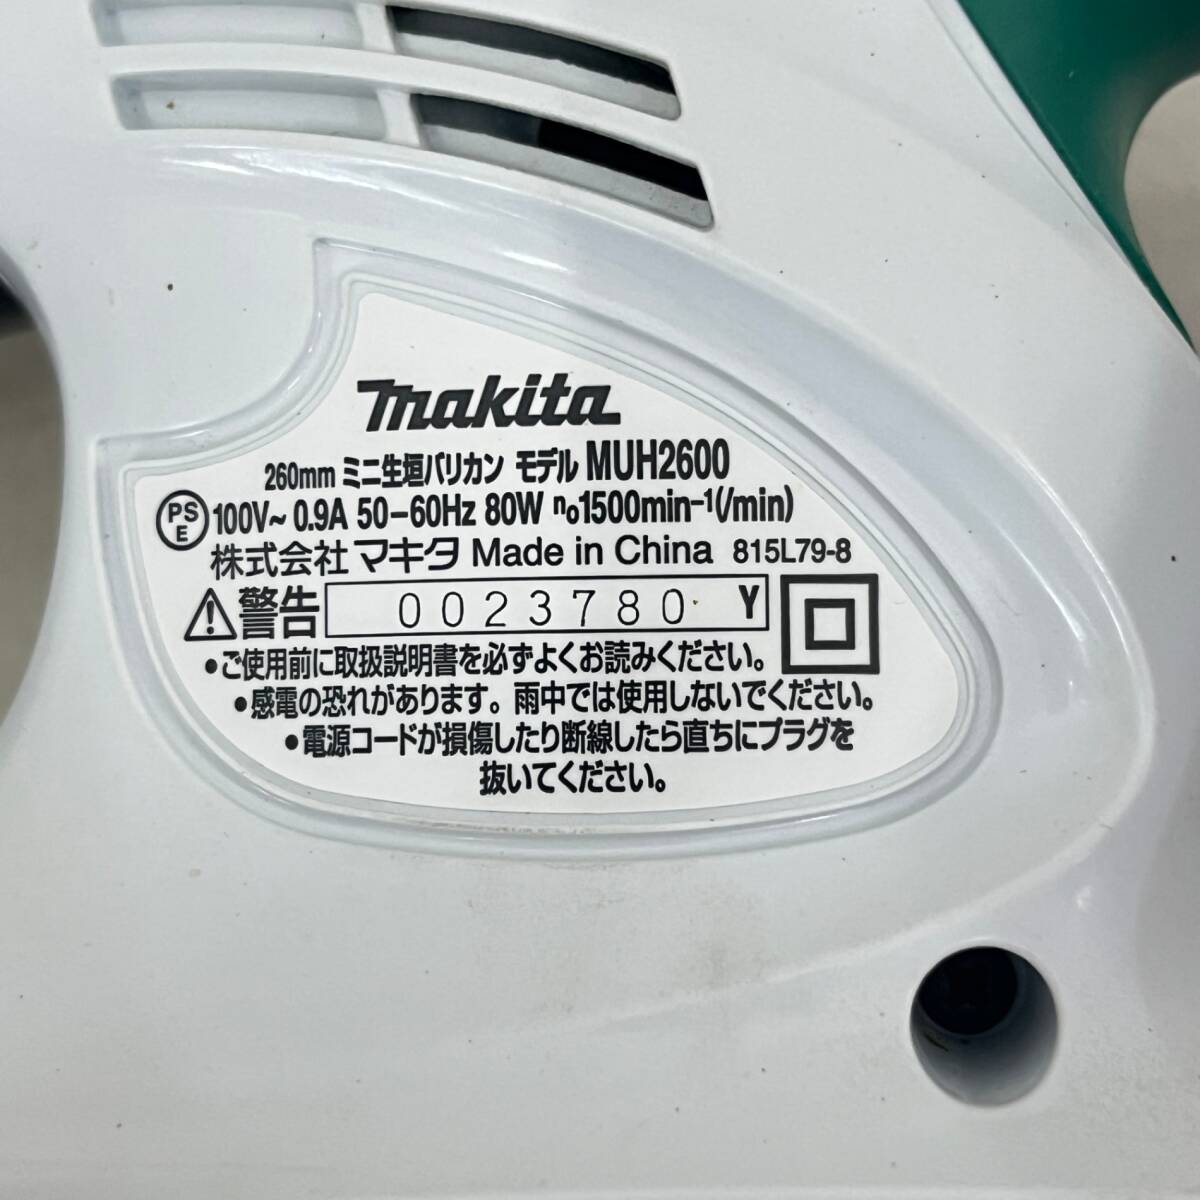 makita
260mm ミニ生垣バリカン モデル MUH2600
PSE 100V~ 0.9A 50-60Hz 80W n₀1500min⁻¹(/min)
株式会社 マキタ Made in China 815L79-8
警告 0023780 Y
•ご使用前に取扱説明書を必ずよくお読みください。
•感電の恐れがあります。雨中では使用しないでください。
•電源コードが損傷したり断線したら直ちにプラグを
抜いてください。